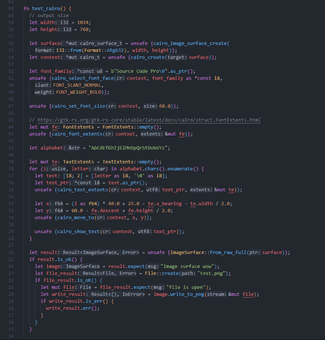 fn test_cairo() {
// output size
let width: i32 = 1024;
let height: i32 = 768;
let surface: *mut cairo_surface_t = unsafe {cairo_image_surface_create(
format: i32::from(Format::ARgb32), width, height)};
let context: *mut cairo_t = unsafe {cairo_create(target: surface)};
let font_family: *const u8 = b"Source Code Pro\0".as_ptr();
unsafe {cairo_select_font_face(cr: context, font_family as *const i8,
slant: FONT_SLANT_NORMAL,
weight: FONT_WEIGHT_BOLD)};
unsafe {cairo_set_font_size(cr: context, size: 60.0)};
// https://gtk-rs.org/gtk-rs-core/stable/latest/docs/cairo/struct.FontExtents.html
let mut fe: FontExtents = FontExtents::empty();
unsafe {cairo_font_extents(cr: context, extents: &mut fe)};
let alphabet: &str =
let mut te: TextExtents = TextExtents::empty();
for (i: usize, letter: char) in alphabet.chars().enumerate() {
let text: [i8; 2] = [letter as i8, '\0' as i8];
let text_ptr: *const i8 = text.as_ptr();
unsafe {cairo_text_extents(cr: context, utf8: text_ptr, extents: &mut te)};
let x: f64 = (i as f64) * 60.0 + 25.0 - te.x_bearing - te.width / 2.0;
let y: f64 = 60.0 - fe.descent + fe.height / 2.0;
unsafe {cairo_move_to(cr: context, x, y)};
unsafe {cairo_show_text(cr: context, utf8: text_ptr)};
}
let result: Result<ImageSurface, Error> = unsafe {ImageSurface::from_raw_full(ptr: surface)};
if result.is_ok() {
let image: ImageSurface = result.expect(msg: "Image surface wow");
let file_result: Result<File, Error> = File::create(path: "test.png");
if file_result.is_ok() {
let mut file: File = file_result.expect(msg: "File is open");
let write_result: Result<(), IoError> = image.write_to_png(stream: &mut file);
if write_result.is_err() {
write_result.err();
}
}
}
}